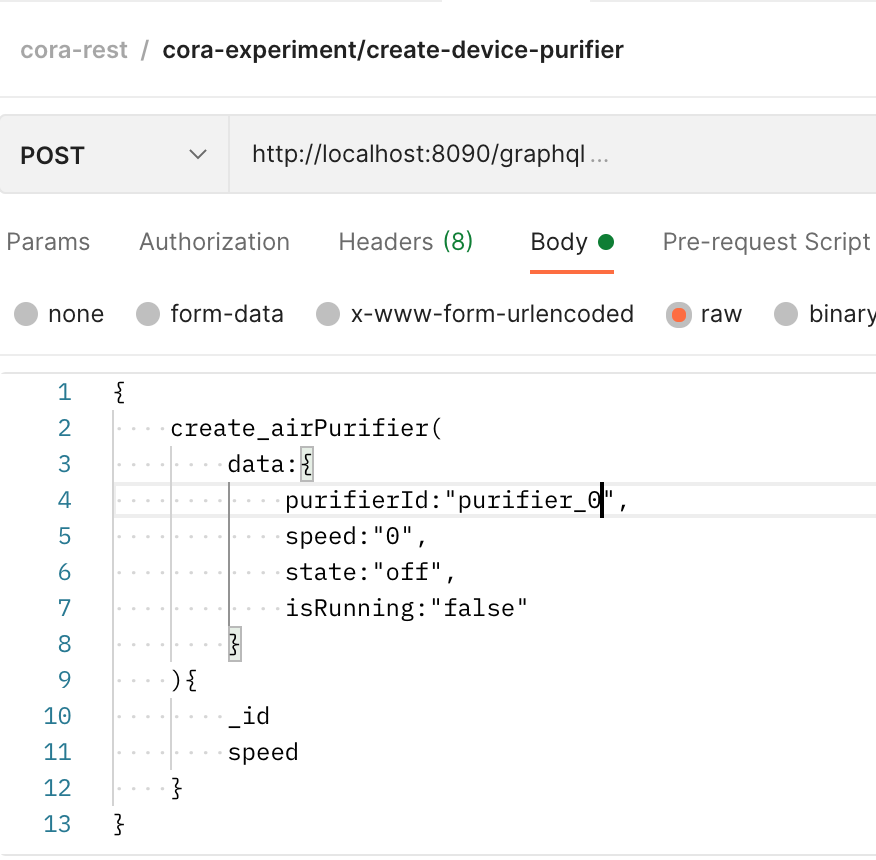 cora-rest / cora-experiment/create-device-purifier
POST http://localhost:8090/graphql ...
Params Authorization Headers (8) Body Pre-request Script
none form-data x-www-form-urlencoded raw binary
1 {
2 create_airPurifier(
3 data:{
4 purifierId:"purifier_0",
5 speed:"0",
6 state:"off",
7 isRunning:"false"
8 }
9 ){
10 _id
11 speed
12 }
13 }